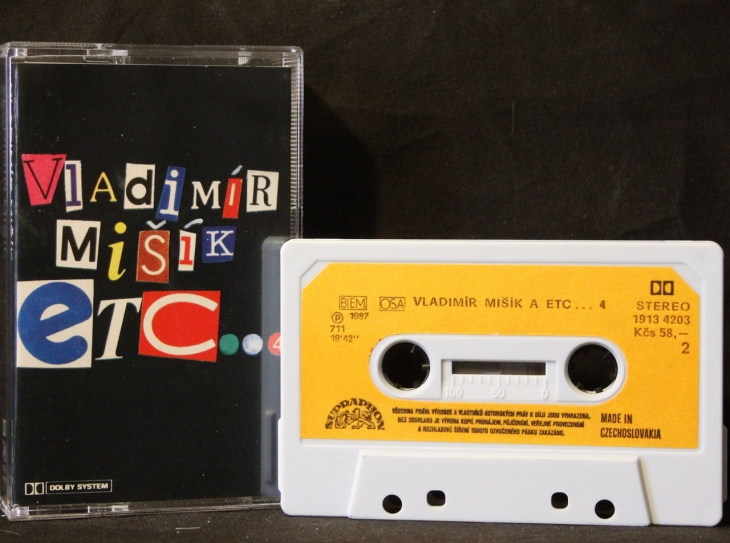 VLADIMÍR
MIŠÍK
etc...4
DOLBY SYSTEM
BIEM OSA VLADIMÍR MIŠÍK A ETC... 4
℗ 1987
711
19'42"
STEREO
1913 4203
Kčs 58,–
2
100 50 0
SUPRAPHON
VŠECHNA PRÁVA VÝROBCE A VLASTNÍKŮ AUTORSKÝCH PRÁV K DÍLU JSOU VYHRAZENA.
BEZ SOUHLASU JE VÝROBA KOPIÍ, PRONÁJEM, PŮJČOVÁNÍ, VEŘEJNÉ PROVOZOVÁNÍ
A ROZHLASOVÉ ŠÍŘENÍ TOHOTO OZVUČENÉHO PÁSKU ZAKÁZÁNO.
MADE IN
CZECHOSLOVAKIA